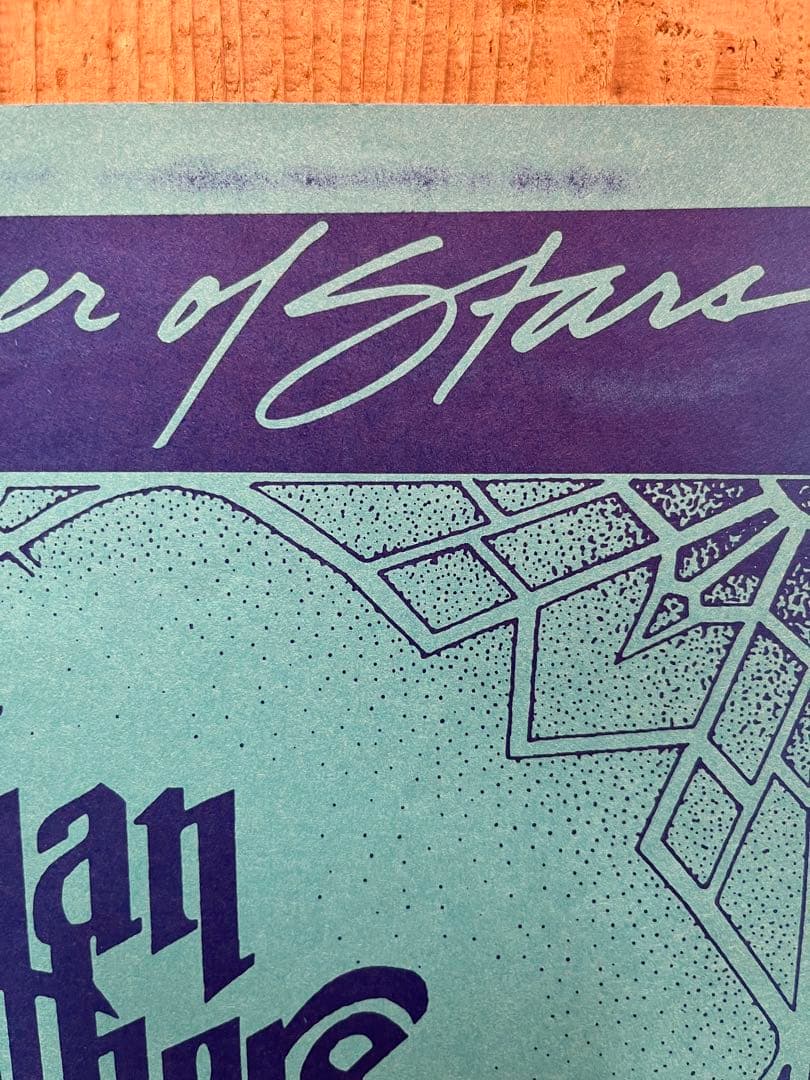 er of Stars
lan